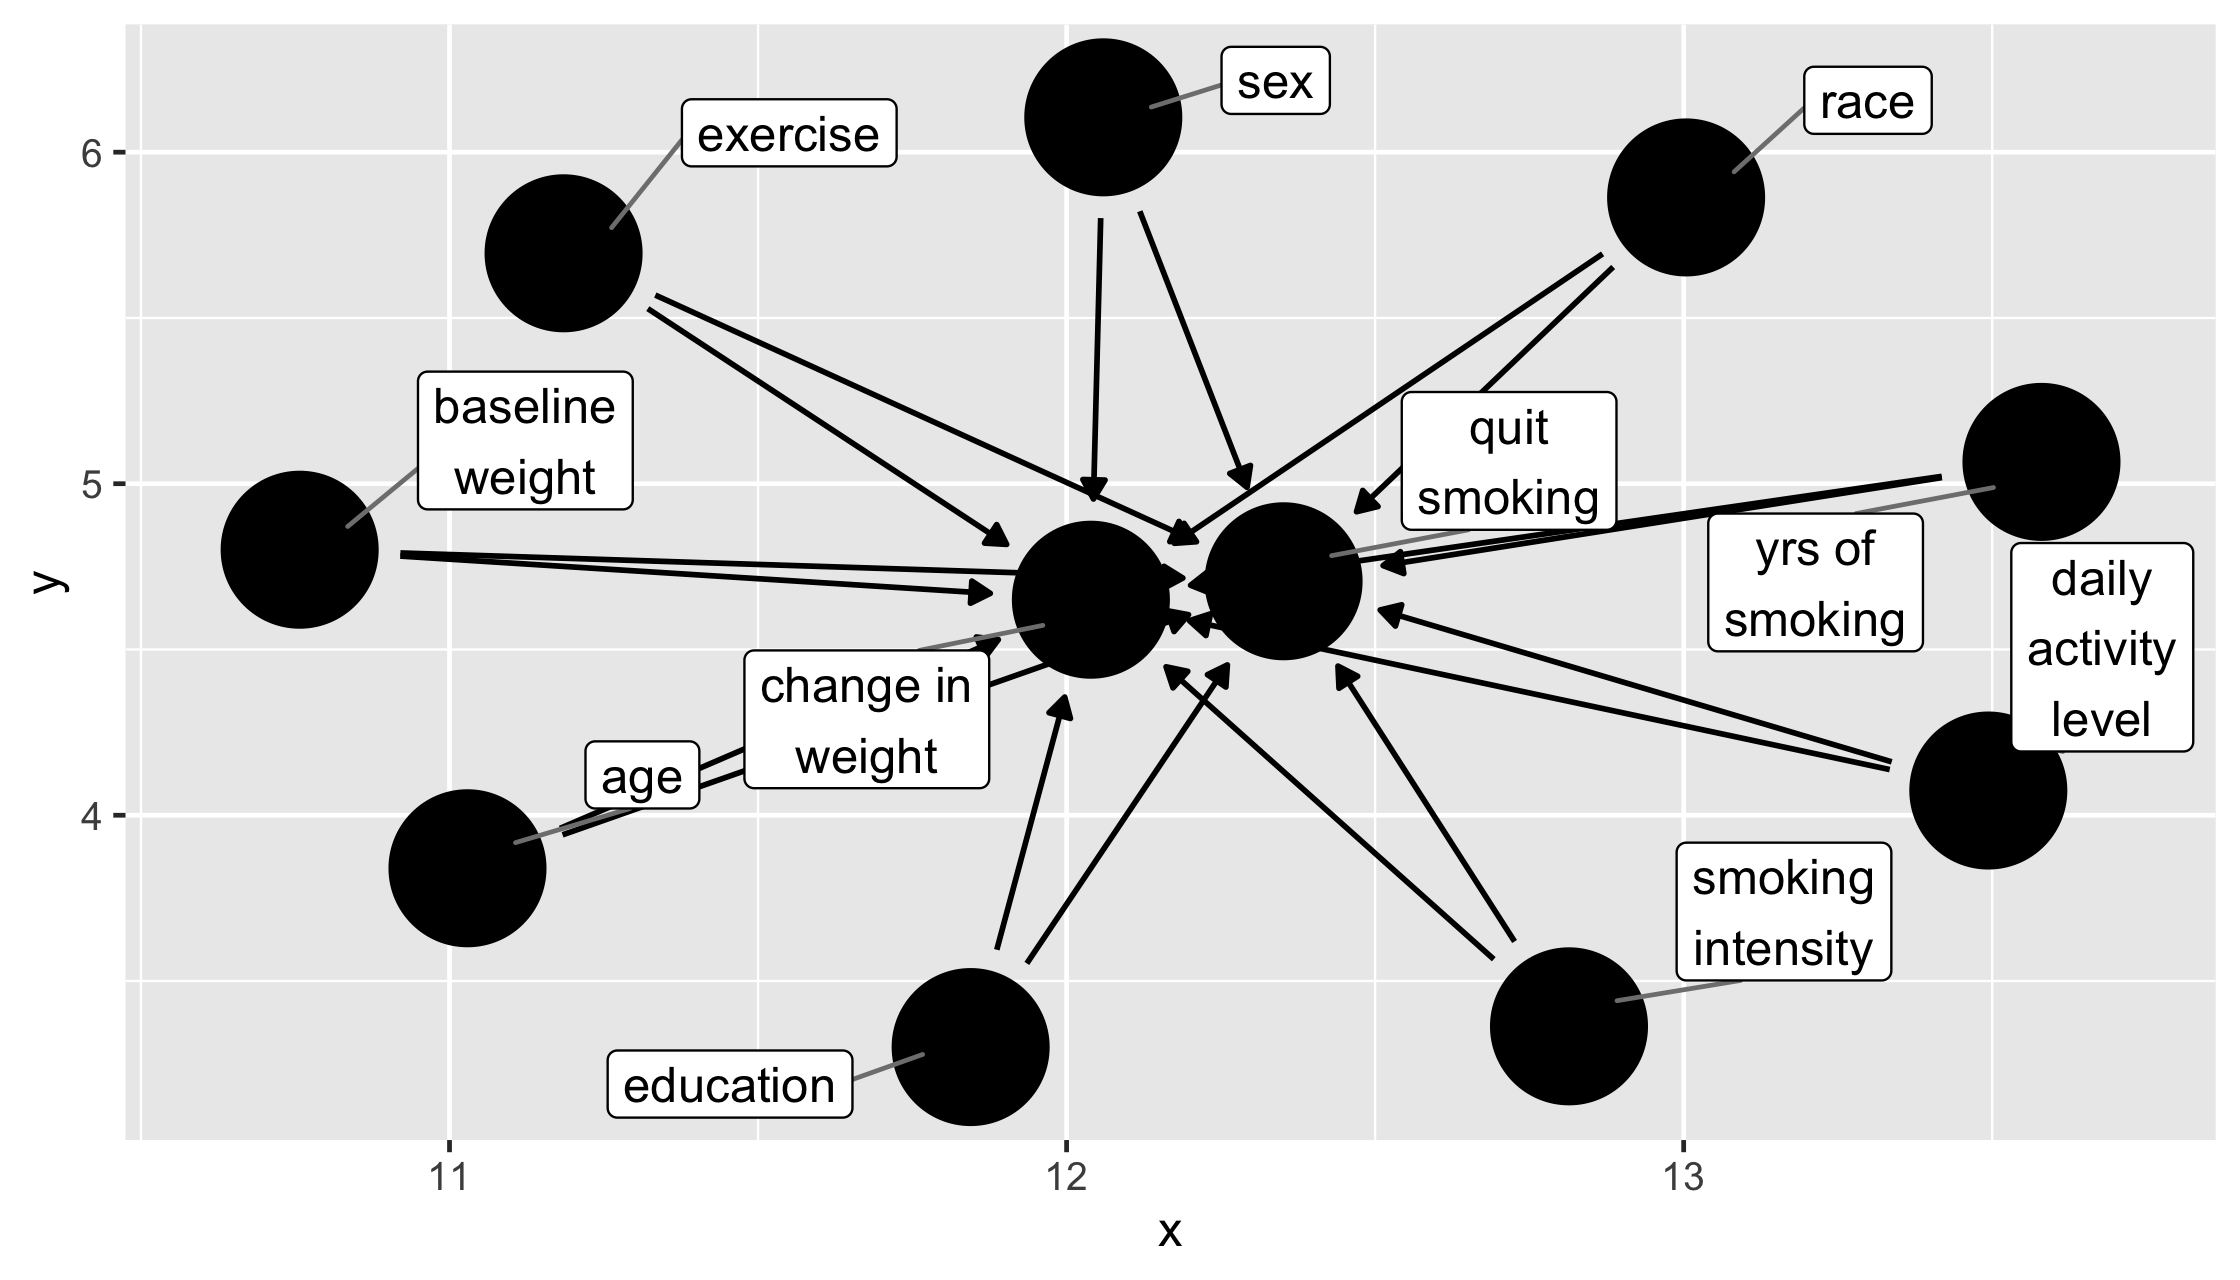 sex
race
exercise
6
baseline
weight
quit
smoking
5
yrs of
smoking
daily
activity
level
y
change in
weight
age
4
smoking
intensity
education
11
12
13
x